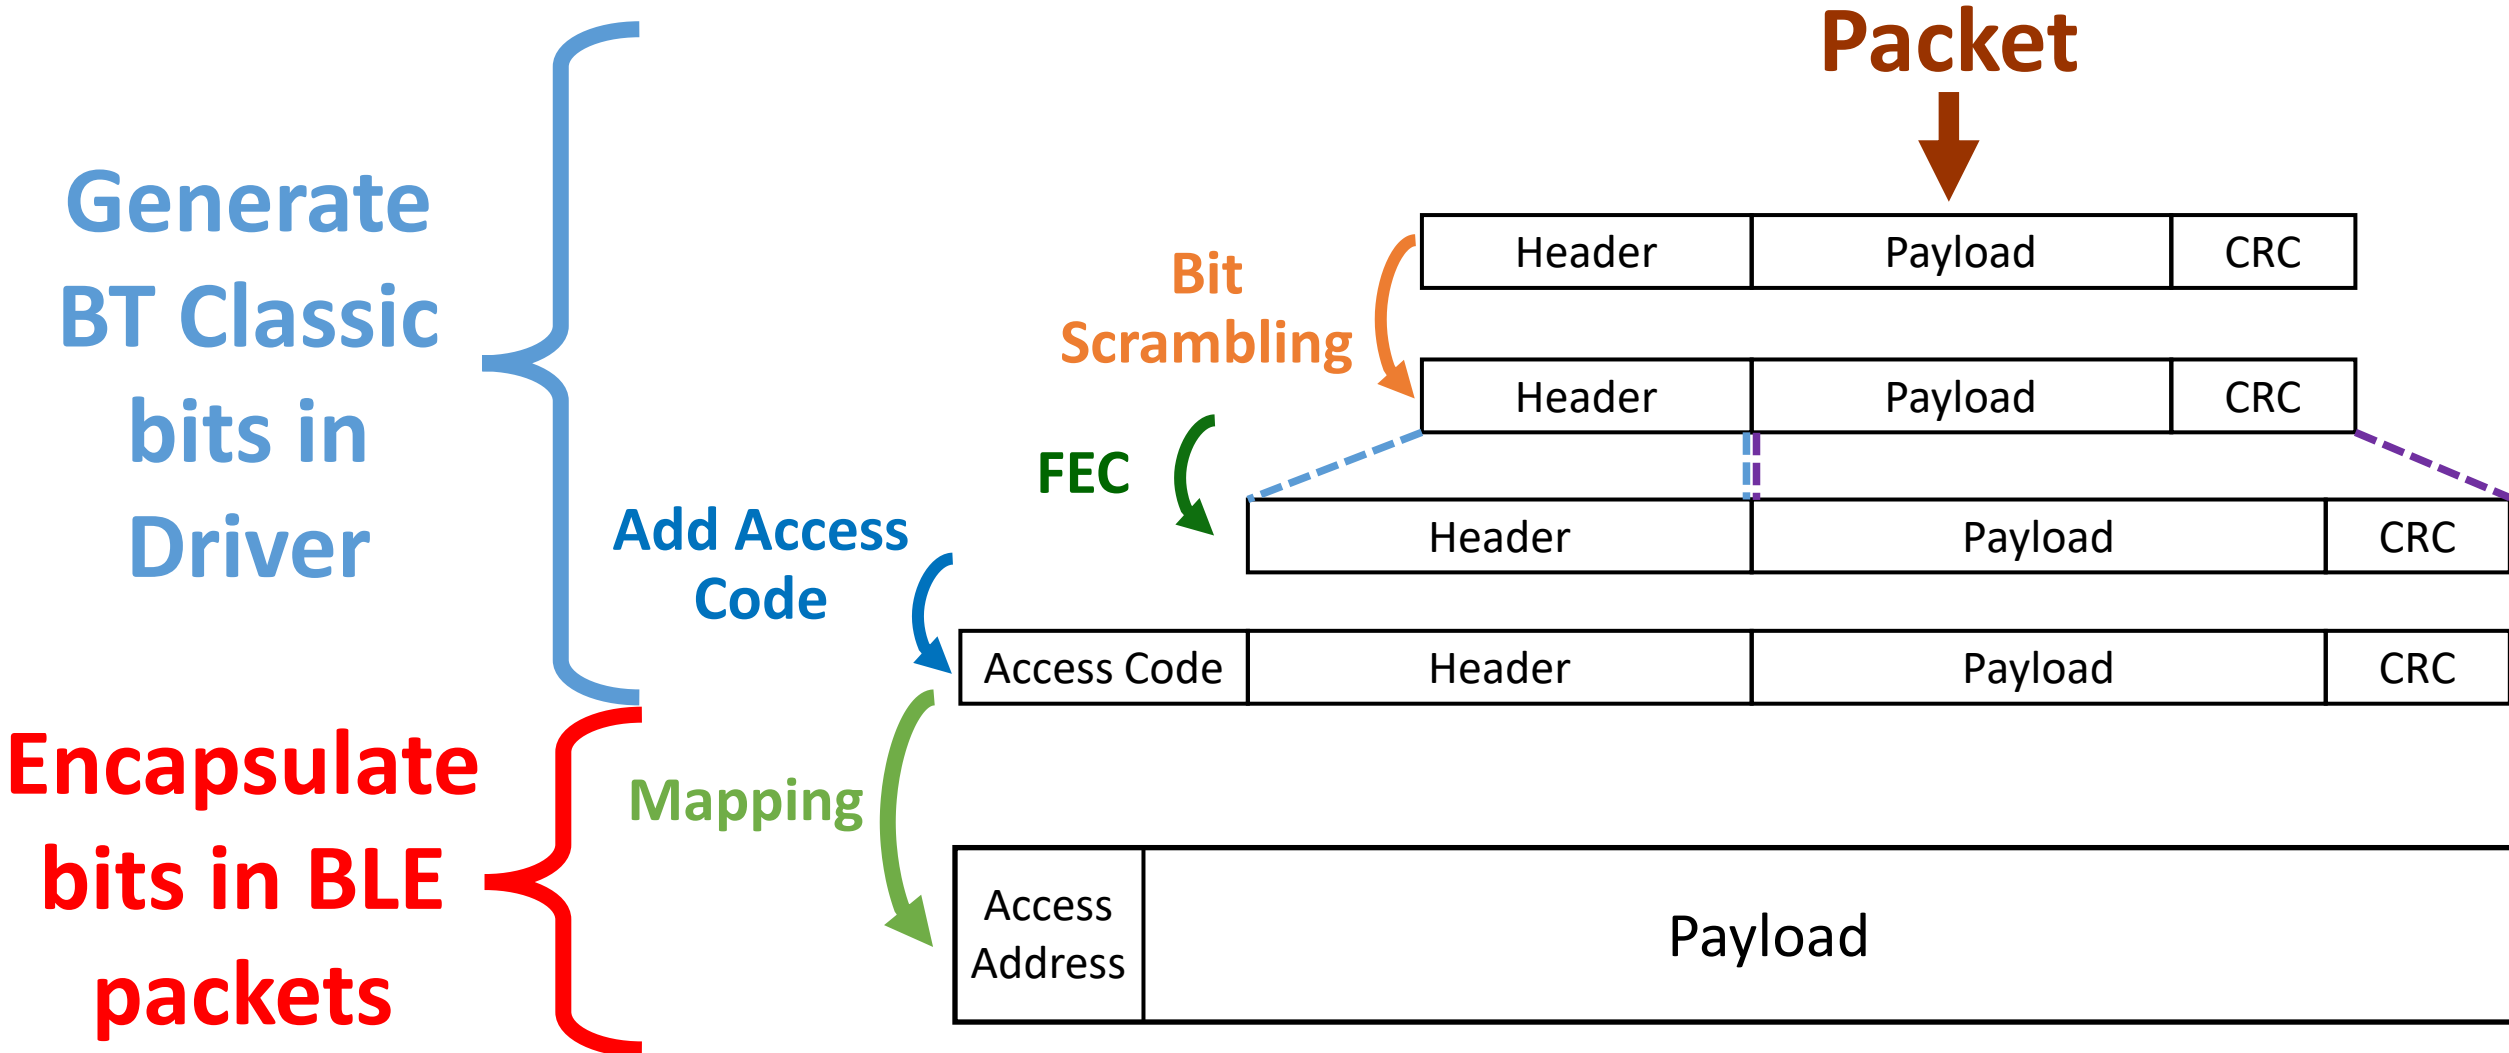 Packet
Generate
BT Classic
bits in
Driver
Bit
Scrambling
Header Payload CRC
Header Payload CRC
FEC
Header Payload CRC
Add Access
Code
Access Code Header Payload CRC
Encapsulate
bits in BLE
packets
Mapping
Access
Address
Payload